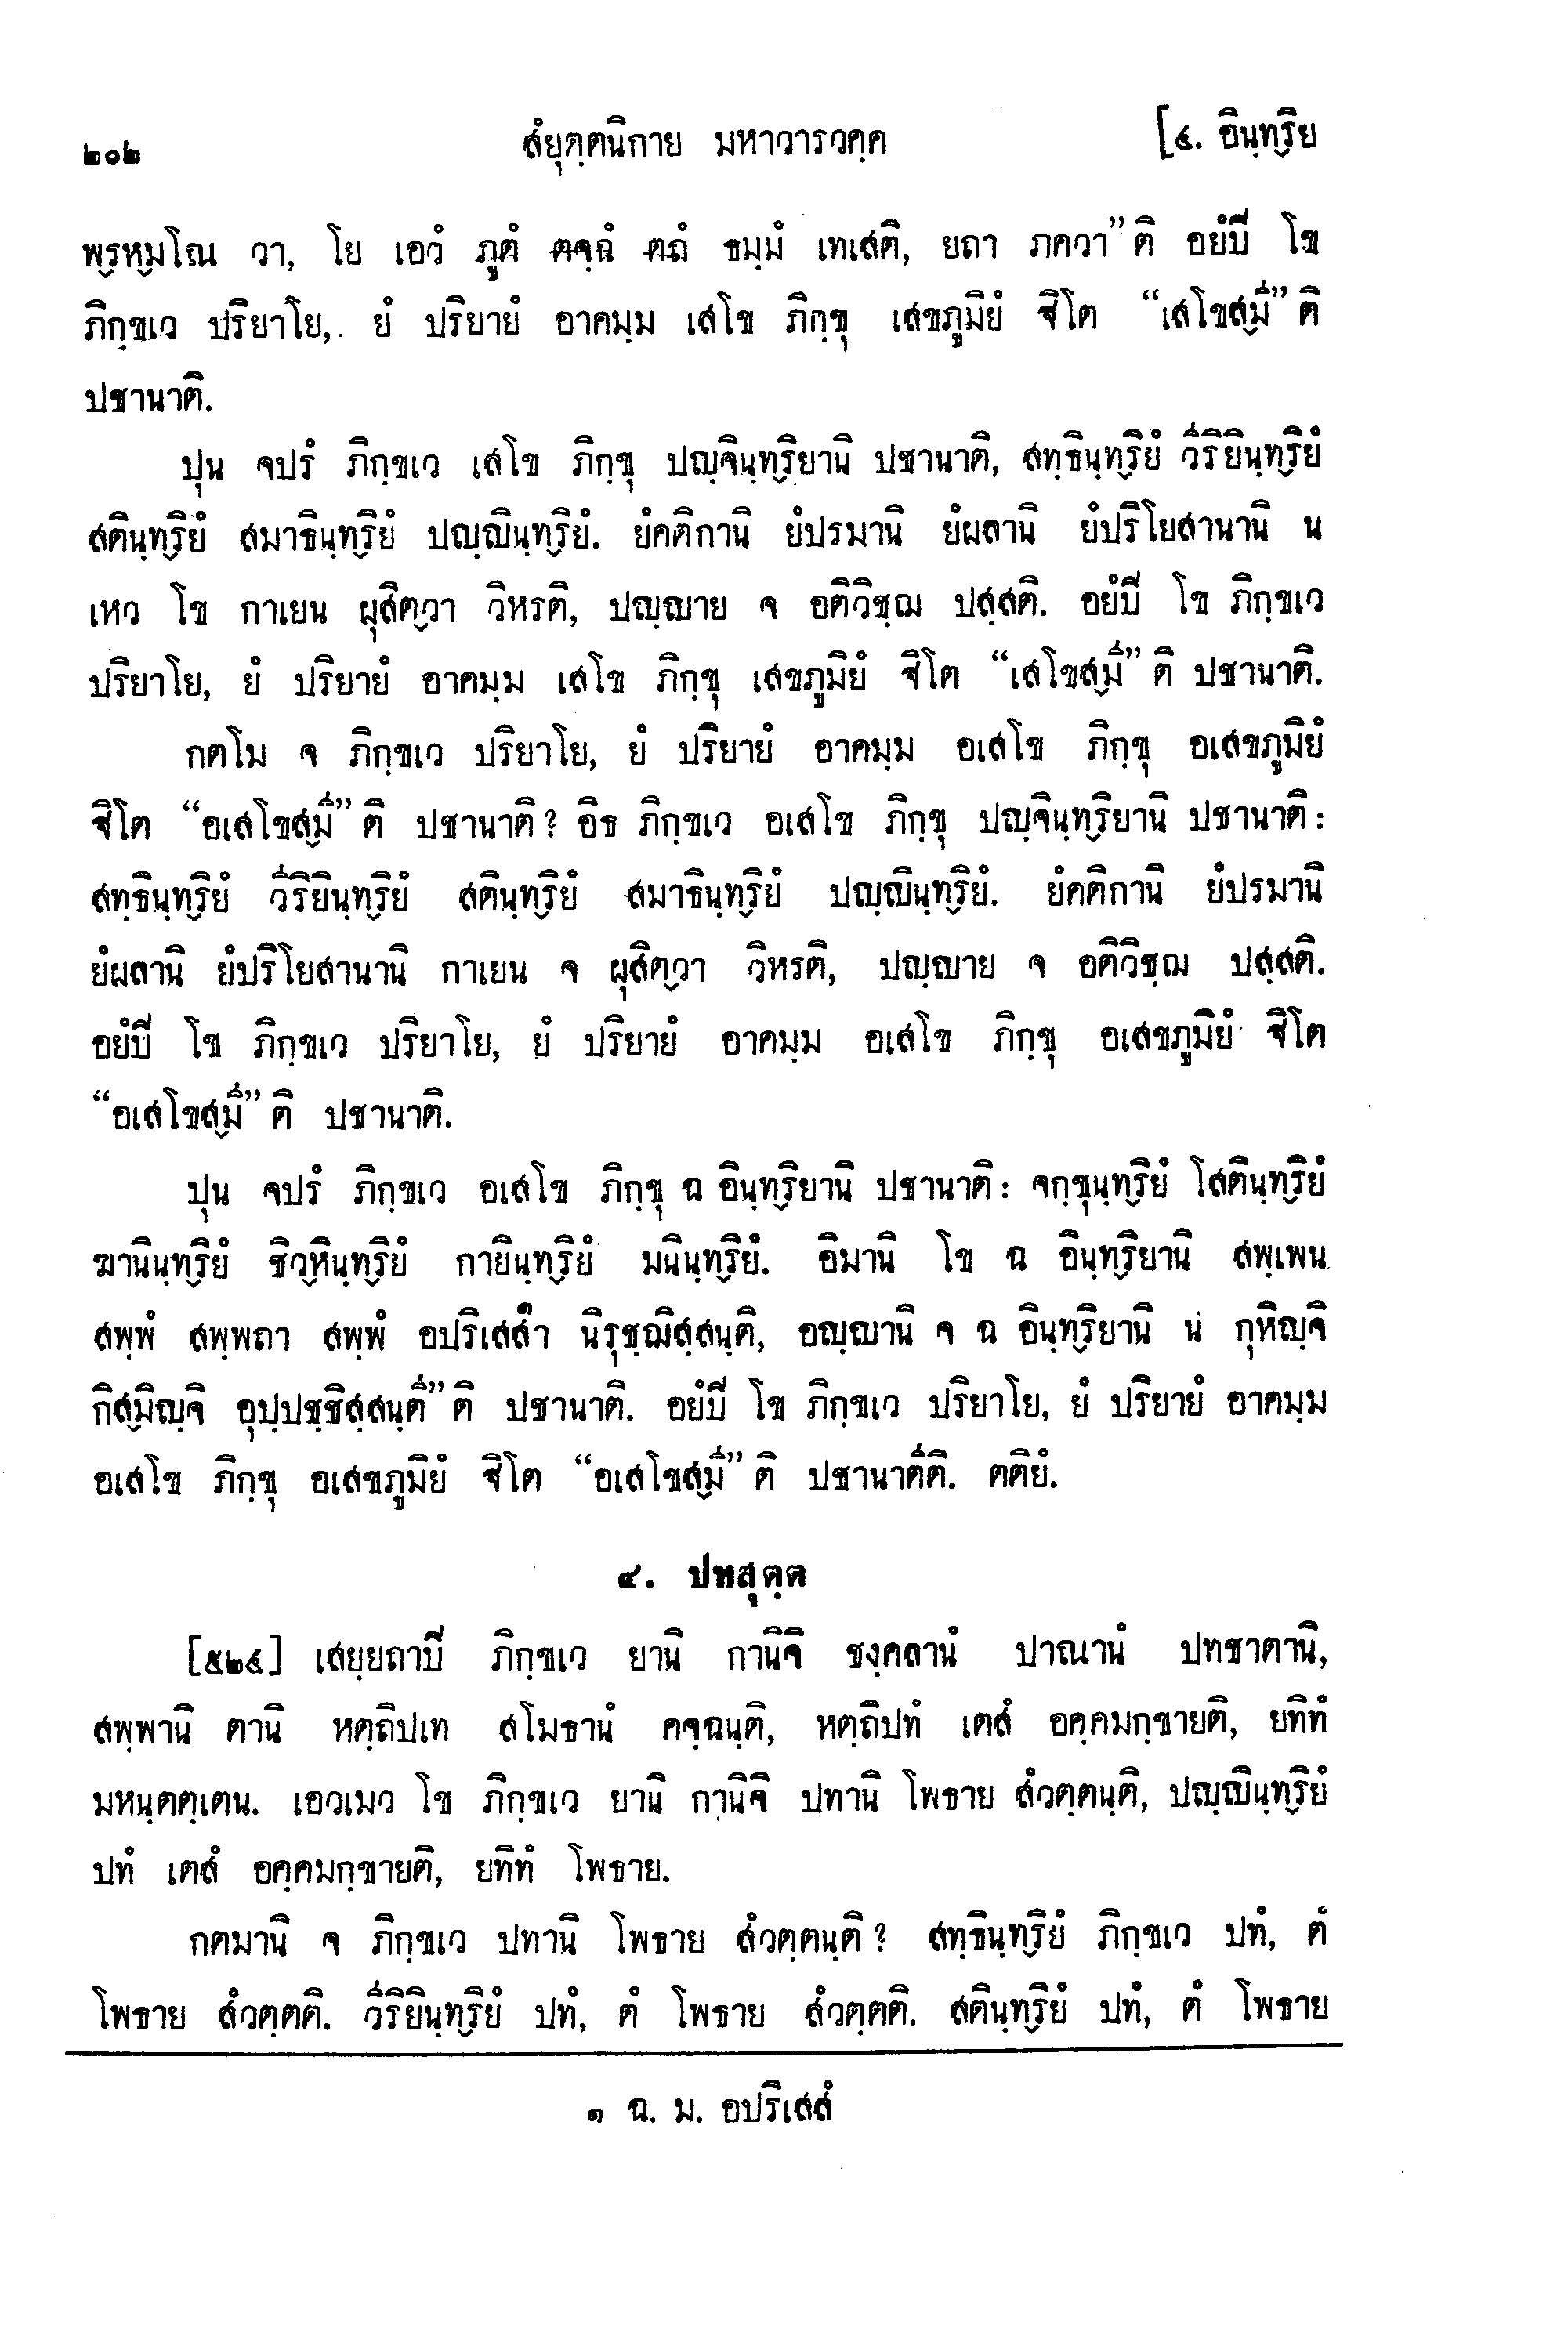 ๒๐๒ สํยุตฺตนิกาย มหาวารวคฺค [๔. อินฺทฺริย
พฺรหฺมโณ วา, โย เอวํ ภูตํ ตจฺฉํ ตถํ ธมฺมํ เทเสติ, ยถา ภควา”ติ อยํปี โข
ภิกฺขเว ปริยาโย, ยํ ปริยายํ อาคมฺม เสโข ภิกฺขุ เสขภูมิยํ ฐิโต “เสโขสฺมี”ติ
ปชานาติ.
ปุน จปรํ ภิกฺขเว เสโข ภิกฺขุ ปญฺจินฺทฺริยานิ ปชานาติ, สทฺธินฺทฺริยํ วีริยินฺทฺริยํ
สตินฺทฺริยํ สมาธินฺทฺริยํ ปญฺญินฺทฺริยํ. ยํคติกานิ ยํปรมานิ ยํผลานิ ยํปริโยสานานิ น
เหว โข กาเยน ผุสิตฺวา วิหรติ, ปญฺญาย จ อติวิชฺฌ ปสฺสติ. อยํปี โข ภิกฺขเว
ปริยาโย, ยํ ปริยายํ อาคมฺม เสโข ภิกฺขุ เสขภูมิยํ ฐิโต “เสโขสฺมี”ติ ปชานาติ.
กตโม จ ภิกฺขเว ปริยาโย, ยํ ปริยายํ อาคมฺม อเสโข ภิกฺขุ อเสขภูมิยํ
ฐิโต “อเสโขสฺมี”ติ ปชานาติ? อิธ ภิกฺขเว อเสโข ภิกฺขุ ปญฺจินฺทฺริยานิ ปชานาติ:
สทฺธินฺทฺริยํ วีริยินฺทฺริยํ สตินฺทฺริยํ สมาธินฺทฺริยํ ปญฺญินฺทฺริยํ. ยํคติกานิ ยํปรมานิ
ยํผลานิ ยํปริโยสานานิ กาเยน จ ผุสิตฺวา วิหรติ, ปญฺญาย จ อติวิชฺฌ ปสฺสติ.
อยํปี โข ภิกฺขเว ปริยาโย, ยํ ปริยายํ อาคมฺม อเสโข ภิกฺขุ อเสขภูมิยํ ฐิโต
“อเสโขสฺมี”ติ ปชานาติ.
ปุน จปรํ ภิกฺขเว อเสโข ภิกฺขุ ฉ อินฺทฺริยานิ ปชานาติ: จกฺขุนฺทฺริยํ โสตินฺทฺริยํ
ฆานินฺทฺริยํ ชิวฺหินฺทฺริยํ กายินฺทฺริยํ มนินฺทฺริยํ. อิมานิ โข ฉ อินฺทฺริยานิ สพฺเพน
สพฺพํ สพฺพถา สพฺพํ อปริเสสํ๑ นิรุชฺฌิสฺสนฺติ, อญฺญานิ จ ฉ อินฺทฺริยานิ น กุหิญฺจิ
กิสฺมิญฺจิ อุปฺปชฺชิสฺสนฺตี”ติ ปชานาติ. อยํปี โข ภิกฺขเว ปริยาโย, ยํ ปริยายํ อาคมฺม
อเสโข ภิกฺขุ อเสขภูมิยํ ฐิโต “อเสโขสฺมี”ติ ปชานาตีติ. ตติยํ.
๔. ปทสุตฺต
[๕๒๔] เสยฺยถาปี ภิกฺขเว ยานิ กานิจิ ชงฺคลานํ ปาณานํ ปทชาตานิ,
สพฺพานิ ตานิ หตฺถิปเท สโมธานํ คจฺฉนฺติ, หตฺถิปทํ เตสํ อคฺคมกฺขายติ, ยทิทํ
มหนฺตตฺเตน. เอวเมว โข ภิกฺขเว ยานิ กานิจิ ปทานิ โพธาย สํวตฺตนฺติ, ปญฺญินฺทฺริยํ
ปทํ เตสํ อคฺคมกฺขายติ, ยทิทํ โพธาย.
กตมานิ จ ภิกฺขเว ปทานิ โพธาย สํวตฺตนฺติ? สทฺธินฺทฺริยํ ภิกฺขเว ปทํ, ตํ
โพธาย สํวตฺตติ. วีริยินฺทฺริยํ ปทํ, ตํ โพธาย สํวตฺตติ. สตินฺทฺริยํ ปทํ, ตํ โพธาย
๑ ฉ. ม. อปริเสสํ